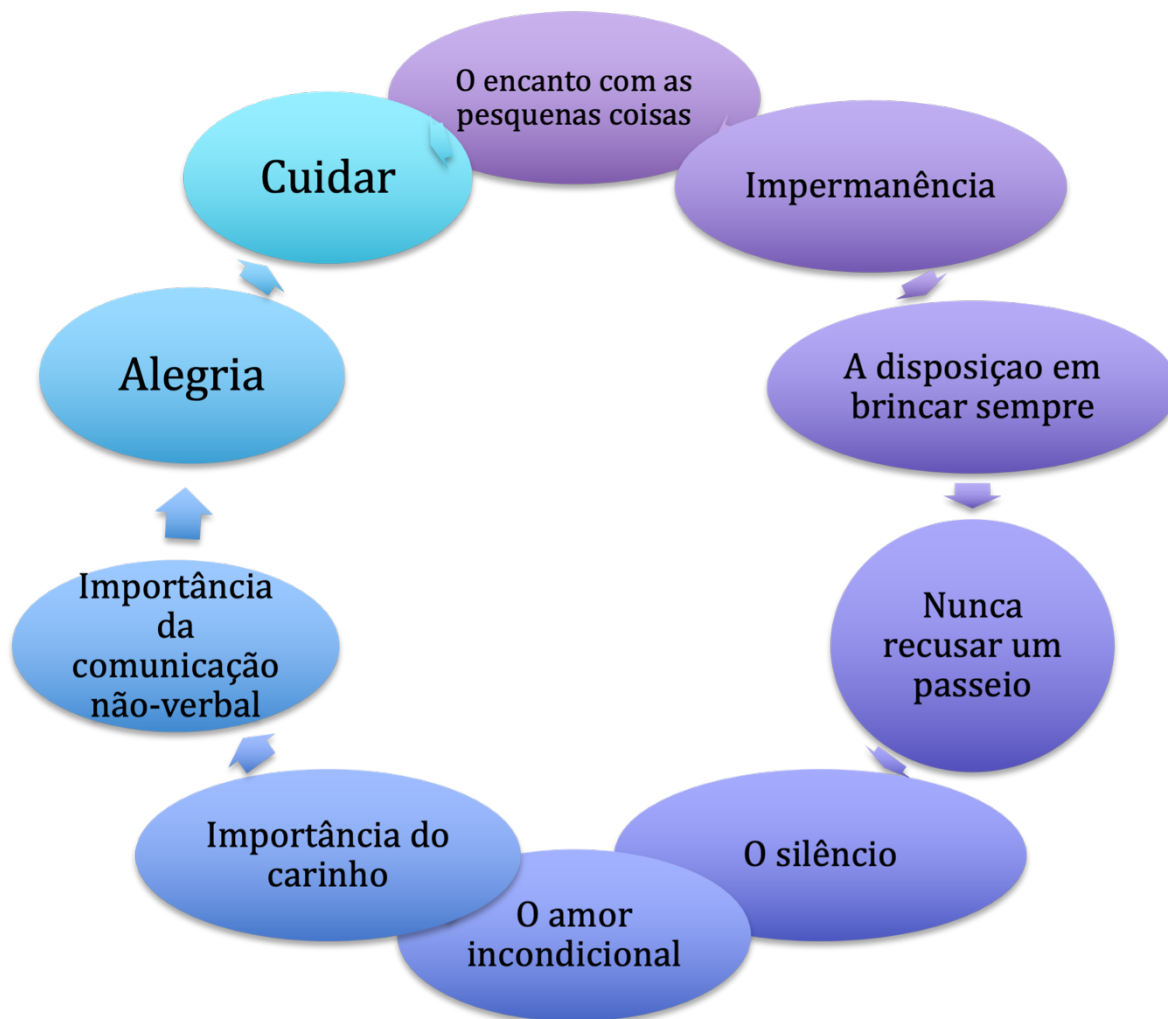 O encanto com as
pesquenas coisas
Impermanência
A disposiçao em
brincar sempre
Nunca
recusar um
passeio
O silêncio
O amor
incondicional
Importância do
carinho
Importância
da
comunicação
não-verbal
Alegria
Cuidar